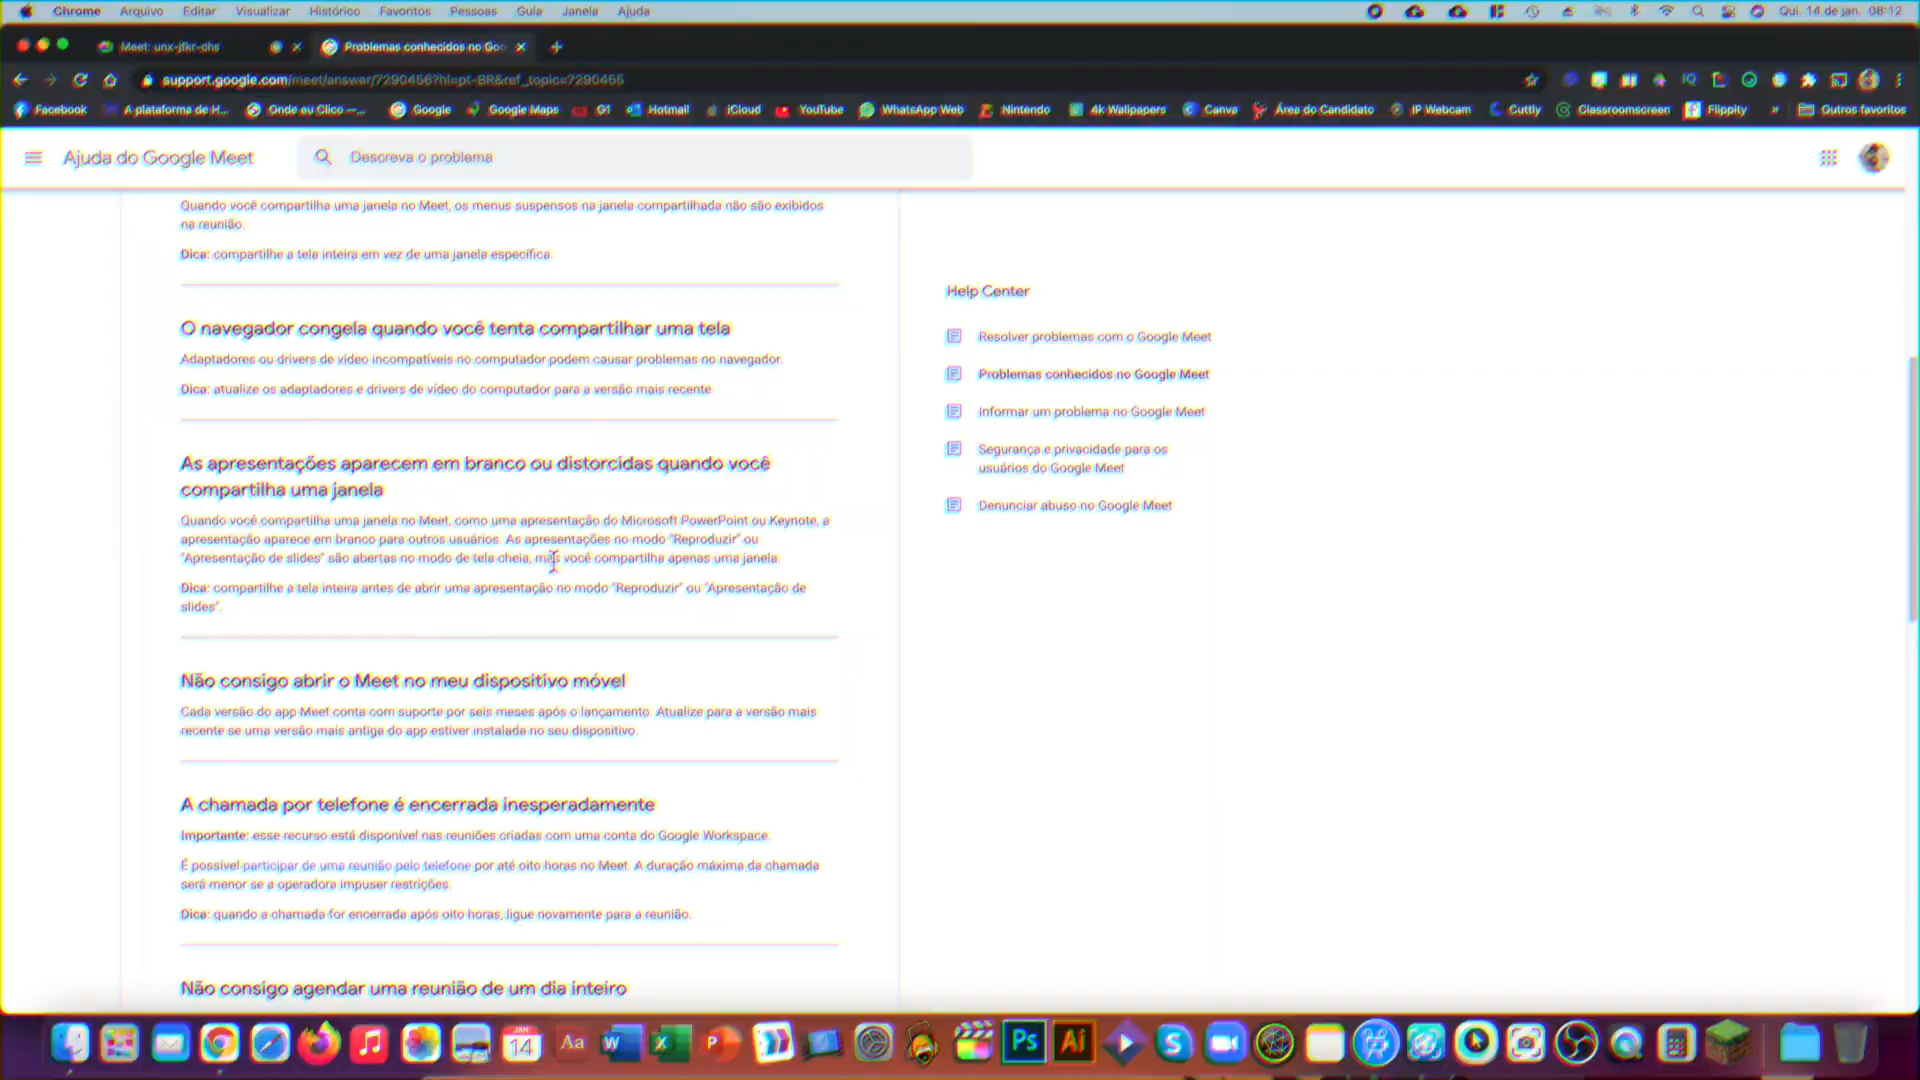 Chrome Arquivo Editar Visualizar Histórico Favoritos Pessoas Guia Janela Ajuda Qui. 14 de jan. 08:12
Meet: unx-jfkr-chs Problemas conhecidos no Goo
support.google.com/meet/answer/7290456?hl=pt-BR&ref_topic=7290455
Facebook A plataforma de H... Onde eu Clico —... Google Google Maps G1 Hotmail iCloud YouTube WhatsApp Web Nintendo 4k Wallpapers Canva Área do Candidato IP Webcam Cuttly Classroomscreen Flippity » Outros favoritos
Ajuda do Google Meet Descreva o problema
Quando você compartilha uma janela no Meet, os menus suspensos na janela compartilhada não são exibidos
na reunião.
Dica: compartilhe a tela inteira em vez de uma janela específica.
O navegador congela quando você tenta compartilhar uma tela
Adaptadores ou drivers de vídeo incompatíveis no computador podem causar problemas no navegador.
Dica: atualize os adaptadores e drivers de vídeo do computador para a versão mais recente.
As apresentações aparecem em branco ou distorcidas quando você
compartilha uma janela
Quando você compartilha uma janela no Meet, como uma apresentação do Microsoft PowerPoint ou Keynote, a
apresentação aparece em branco para outros usuários. As apresentações no modo "Reproduzir" ou
"Apresentação de slides" são abertas no modo de tela cheia, mas você compartilha apenas uma janela.
Dica: compartilhe a tela inteira antes de abrir uma apresentação no modo "Reproduzir" ou "Apresentação de
slides".
Não consigo abrir o Meet no meu dispositivo móvel
Cada versão do app Meet conta com suporte por seis meses após o lançamento. Atualize para a versão mais
recente se uma versão mais antiga do app estiver instalada no seu dispositivo.
A chamada por telefone é encerrada inesperadamente
Importante: esse recurso está disponível nas reuniões criadas com uma conta do Google Workspace.
É possível participar de uma reunião pelo telefone por até oito horas no Meet. A duração máxima da chamada
será menor se a operadora impuser restrições.
Dica: quando a chamada for encerrada após oito horas, ligue novamente para a reunião.
Não consigo agendar uma reunião de um dia inteiro
Help Center
Resolver problemas com o Google Meet
Problemas conhecidos no Google Meet
Informar um problema no Google Meet
Segurança e privacidade para os
usuários do Google Meet
Denunciar abuso no Google Meet
JAN 14 Aa W X P Ps Ai S